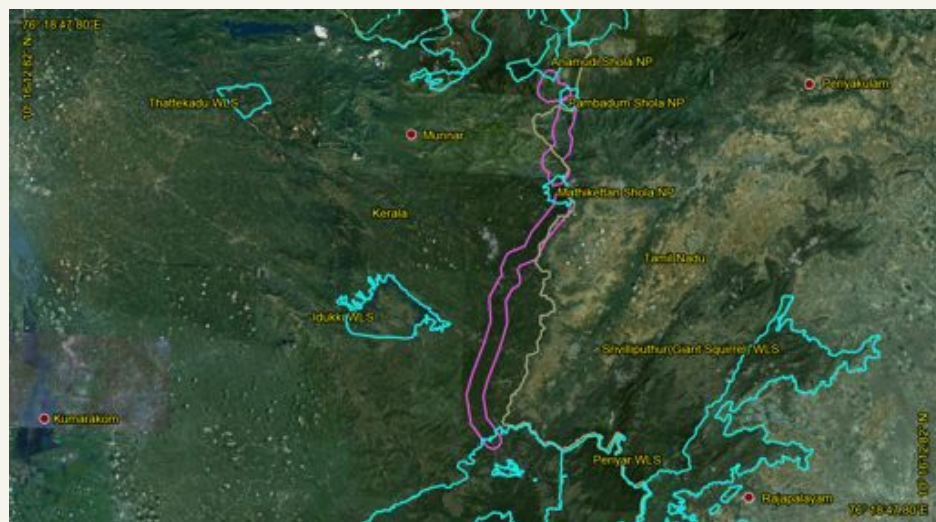 76° 18'47.80"E
10° 16'12.82" N
Anamudi Shola NP
Periyakulam
Thattekadu WLS
Pambadum Shola NP
Munnar
Mathikettan Shola NP
Kerala
Tamil Nadu
Idukki WLS
Srivilliputhur(Giant Squirrel) WLS
Kumarakom
Periyar WLS
Rajapalayam
10° 16'12.82" N
76° 18'47.80"E